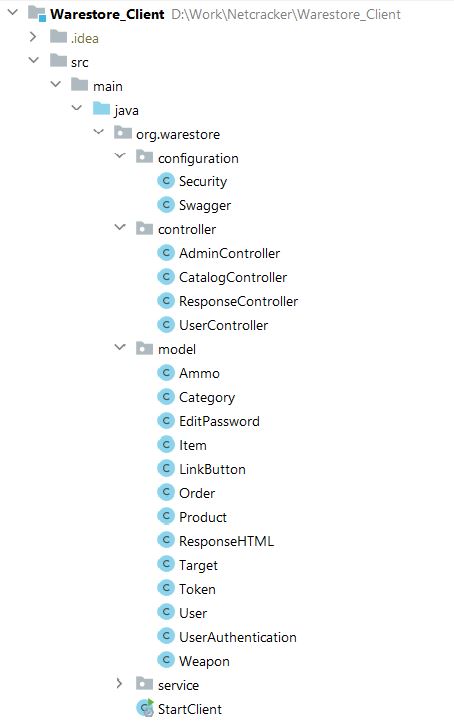 Warestore_Client D:\Work\Netcracker\Warestore_Client
.idea
src
main
java
org.warestore
configuration
C Security
C Swagger
controller
C AdminController
C CatalogController
C ResponseController
C UserController
model
C Ammo
C Category
C EditPassword
C Item
C LinkButton
C Order
C Product
C ResponseHTML
C Target
C Token
C User
C UserAuthentication
C Weapon
service
C StartClient